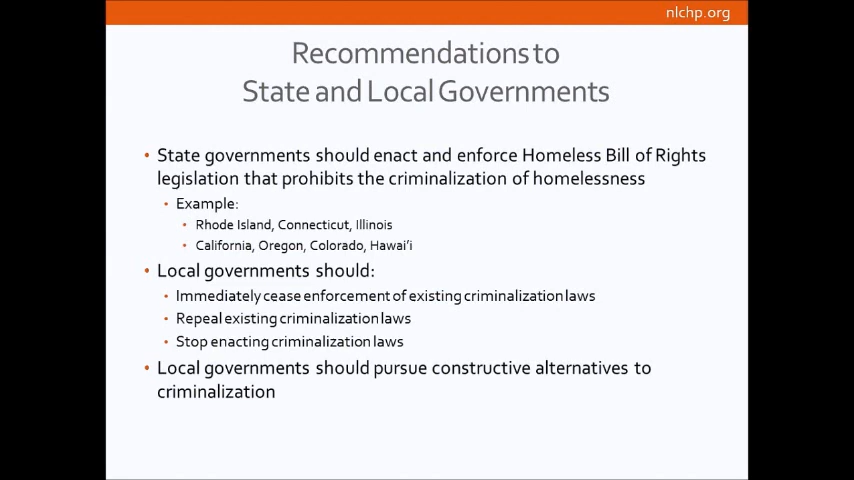 nlchp.org
Recommendations to
State and Local Governments
• State governments should enact and enforce Homeless Bill of Rights
legislation that prohibits the criminalization of homelessness
• Example:
• Rhode Island, Connecticut, Illinois
• California, Oregon, Colorado, Hawai'i
• Local governments should:
• Immediately cease enforcement of existing criminalization laws
• Repeal existing criminalization laws
• Stop enacting criminalization laws
• Local governments should pursue constructive alternatives to
criminalization